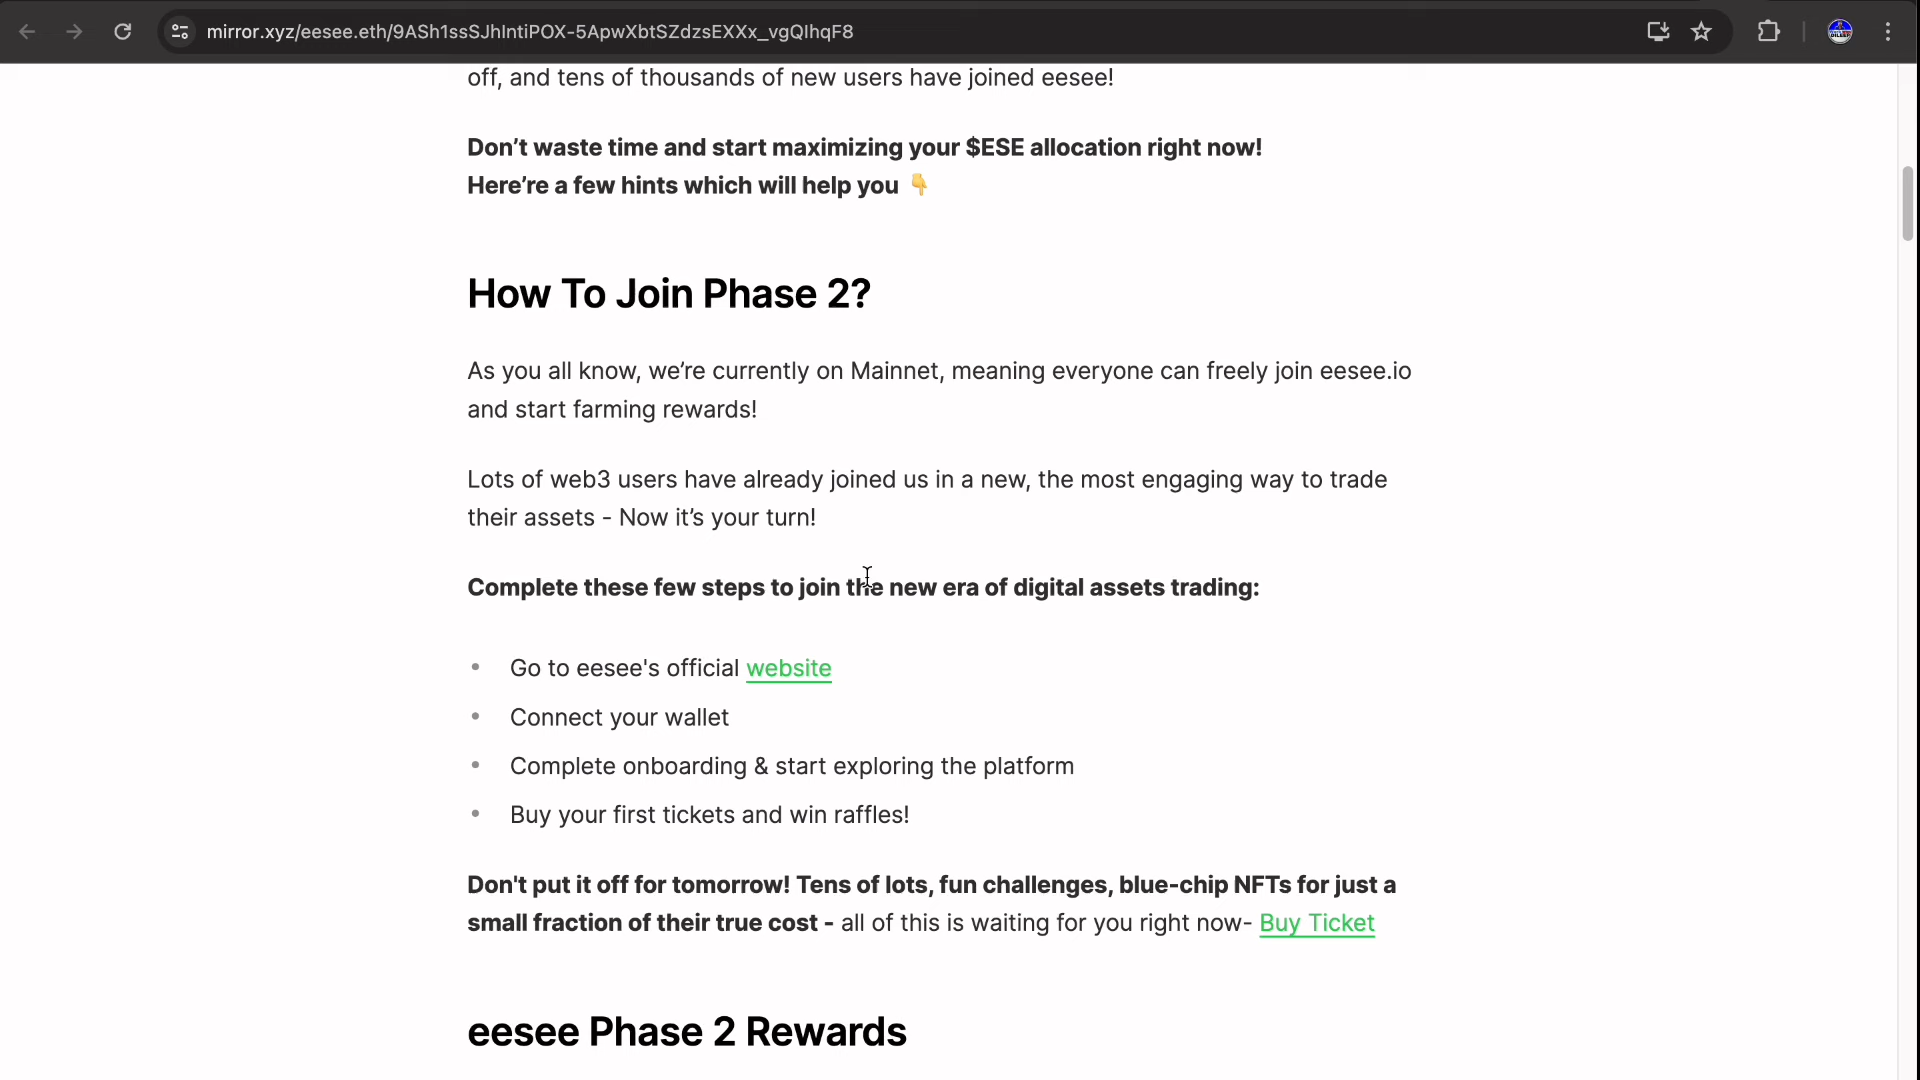 mirror.xyz/eesee.eth/9ASh1ssSJhIntiPOX-5ApwXbtSZdzsEXXx_vgQlhqF8
off, and tens of thousands of new users have joined eesee!
Don’t waste time and start maximizing your $ESE allocation right now!
Here’re a few hints which will help you 👇
How To Join Phase 2?
As you all know, we’re currently on Mainnet, meaning everyone can freely join eesee.io
and start farming rewards!
Lots of web3 users have already joined us in a new, the most engaging way to trade
their assets - Now it’s your turn!
Complete these few steps to join the new era of digital assets trading:
• Go to eesee's official website
• Connect your wallet
• Complete onboarding & start exploring the platform
• Buy your first tickets and win raffles!
Don't put it off for tomorrow! Tens of lots, fun challenges, blue-chip NFTs for just a
small fraction of their true cost - all of this is waiting for you right now- Buy Ticket
eesee Phase 2 Rewards